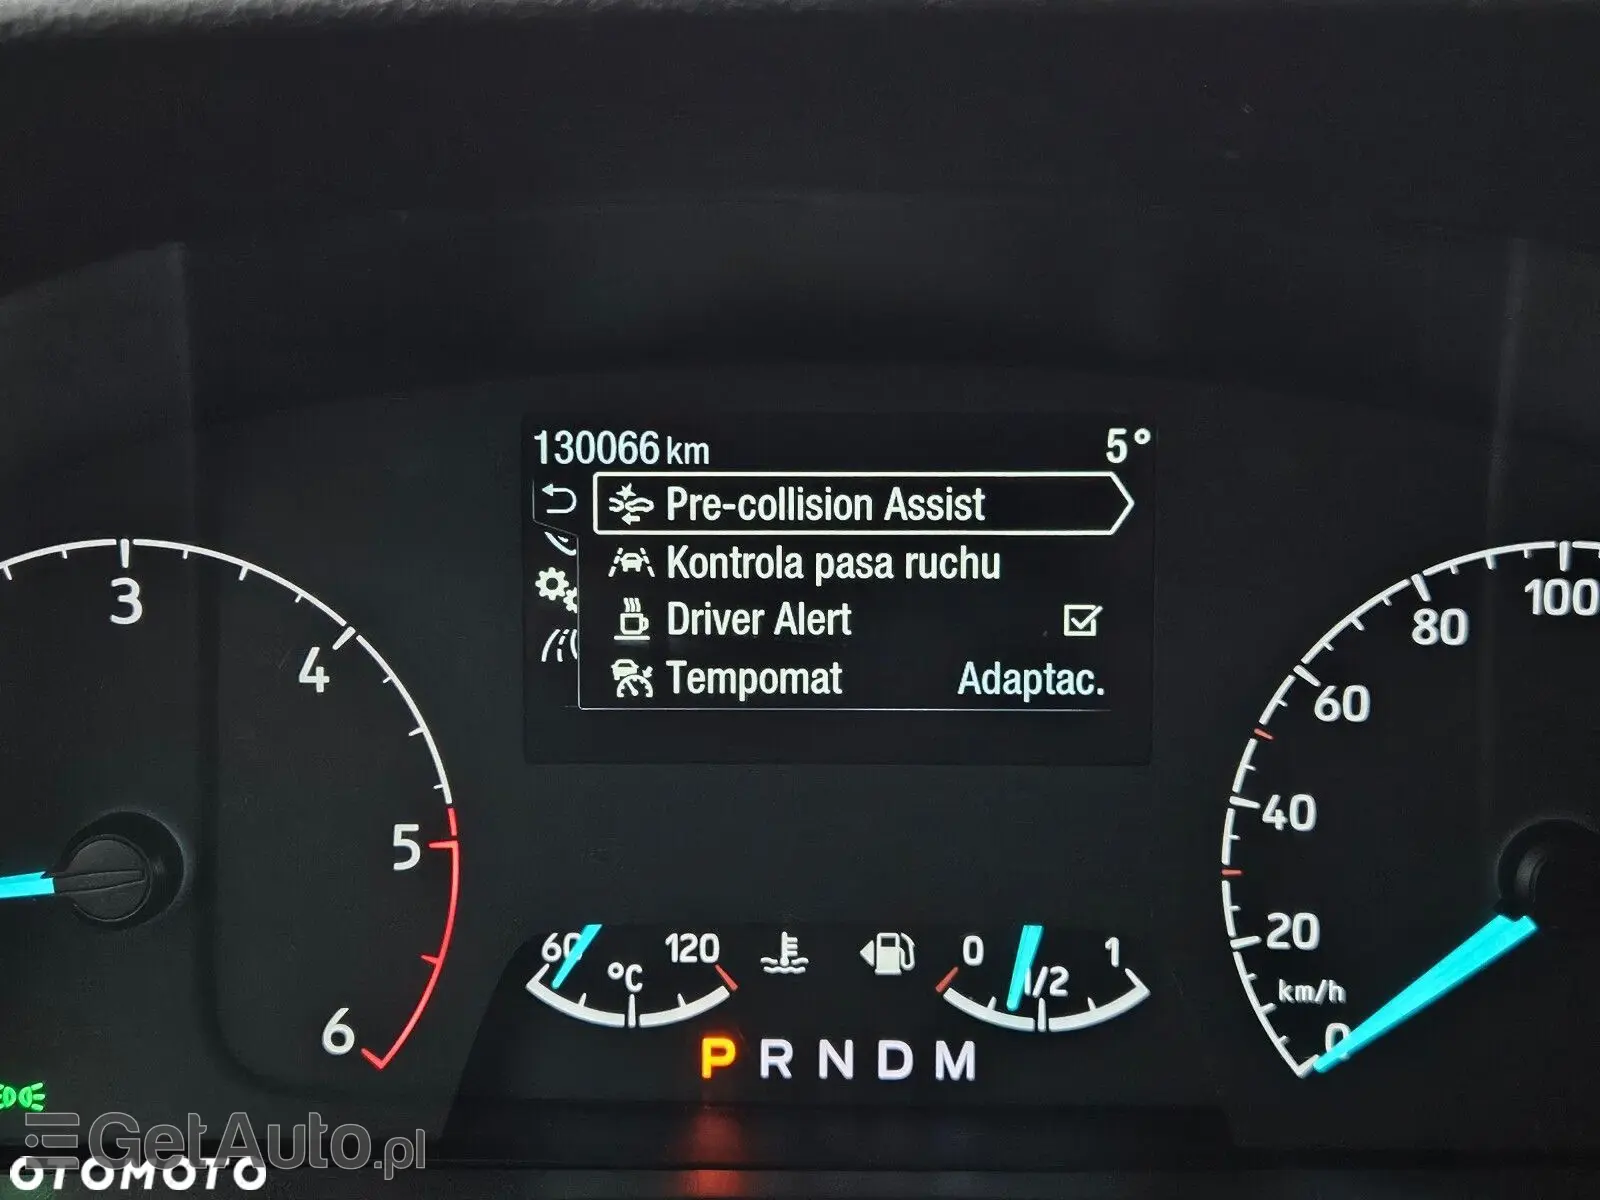 130066 km 5°
Pre-collision Assist
Kontrola pasa ruchu
Driver Alert
Tempomat Adaptac.
3
4
5
6
100
80
60
40
20
km/h
0
60 120
°C
0 1
1/2
P R N D M
GetAuto.pl
OTOMOTO